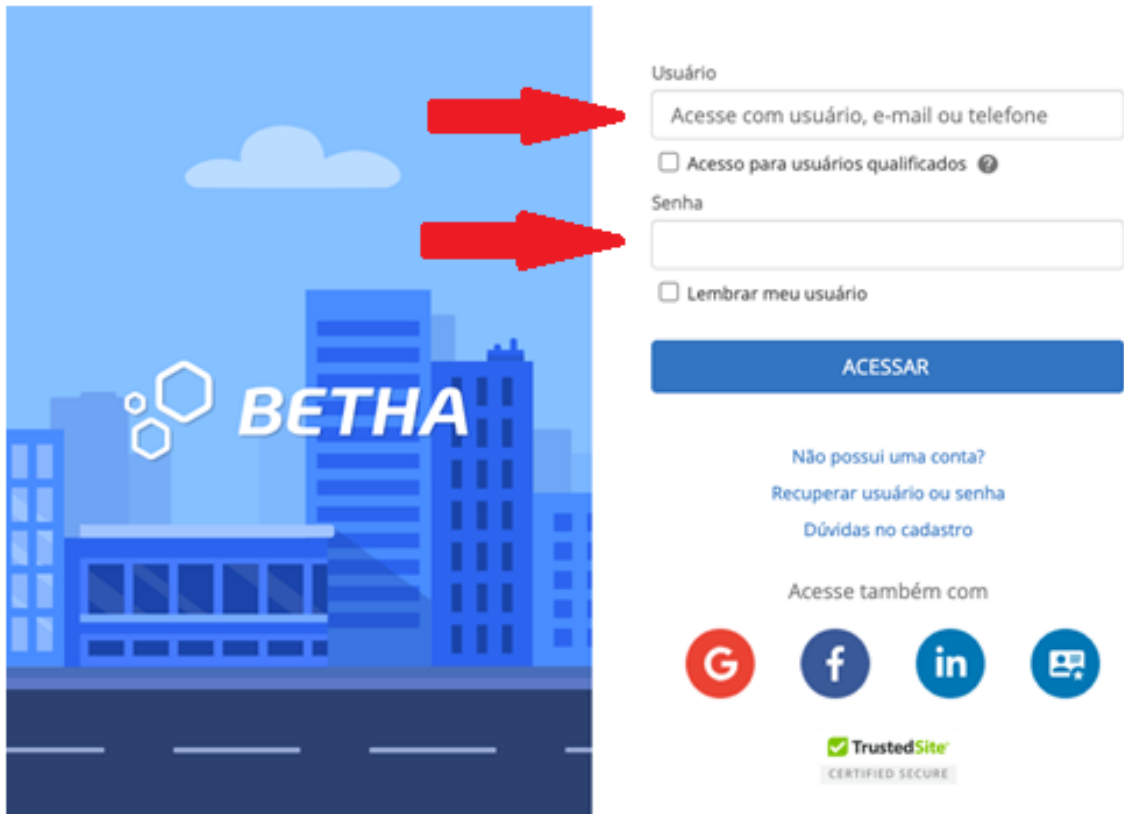 BETHA
Usuário
Acesse com usuário, e-mail ou telefone
Acesso para usuários qualificados ?
Senha
Lembrar meu usuário
ACESSAR
Não possui uma conta?
Recuperar usuário ou senha
Dúvidas no cadastro
Acesse também com
G f in
TrustedSite
CERTIFIED SECURE